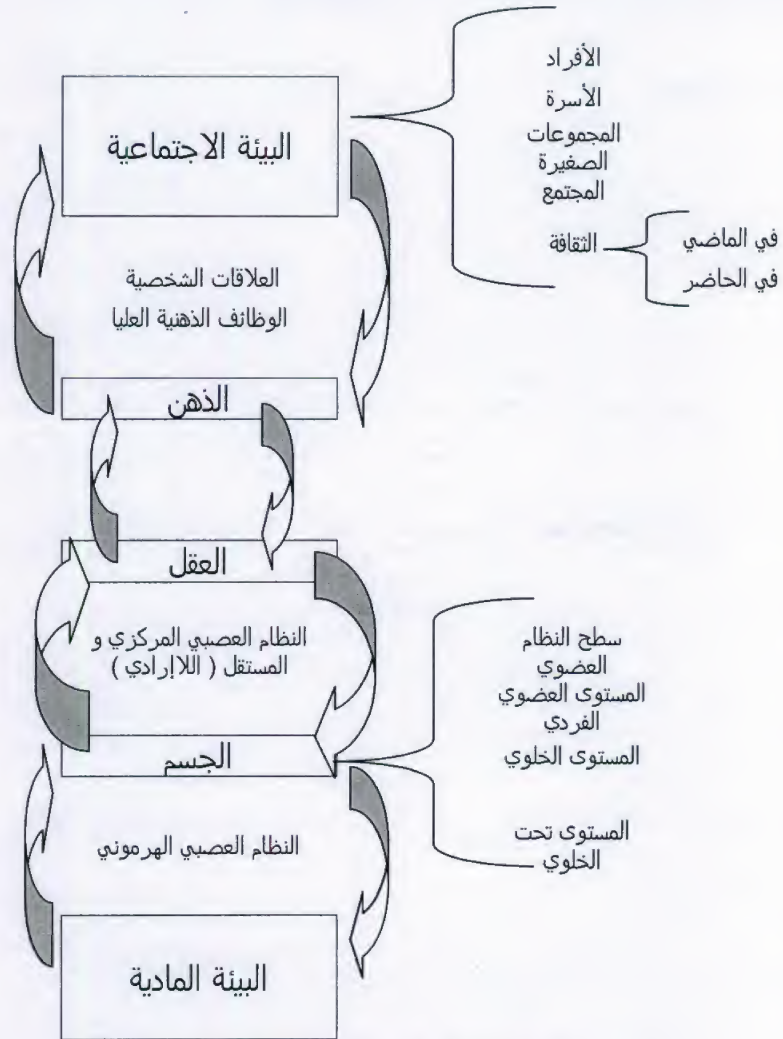 الأفراد
الأسرة
المجموعات
الصغيرة
المجتمع
الثقافة
في الماضي
في الحاضر
البيئة الاجتماعية
العلاقات الشخصية
الوظائف الذهنية العليا
الذهن
العقل
النظام العصبي المركزي و
المستقل ( اللاإرادي )
الجسم
سطح النظام
العضوي
المستوى العضوي
الفردي
المستوى الخلوي
المستوى تحت
الخلوي
النظام العصبي الهرموني
البيئة المادية